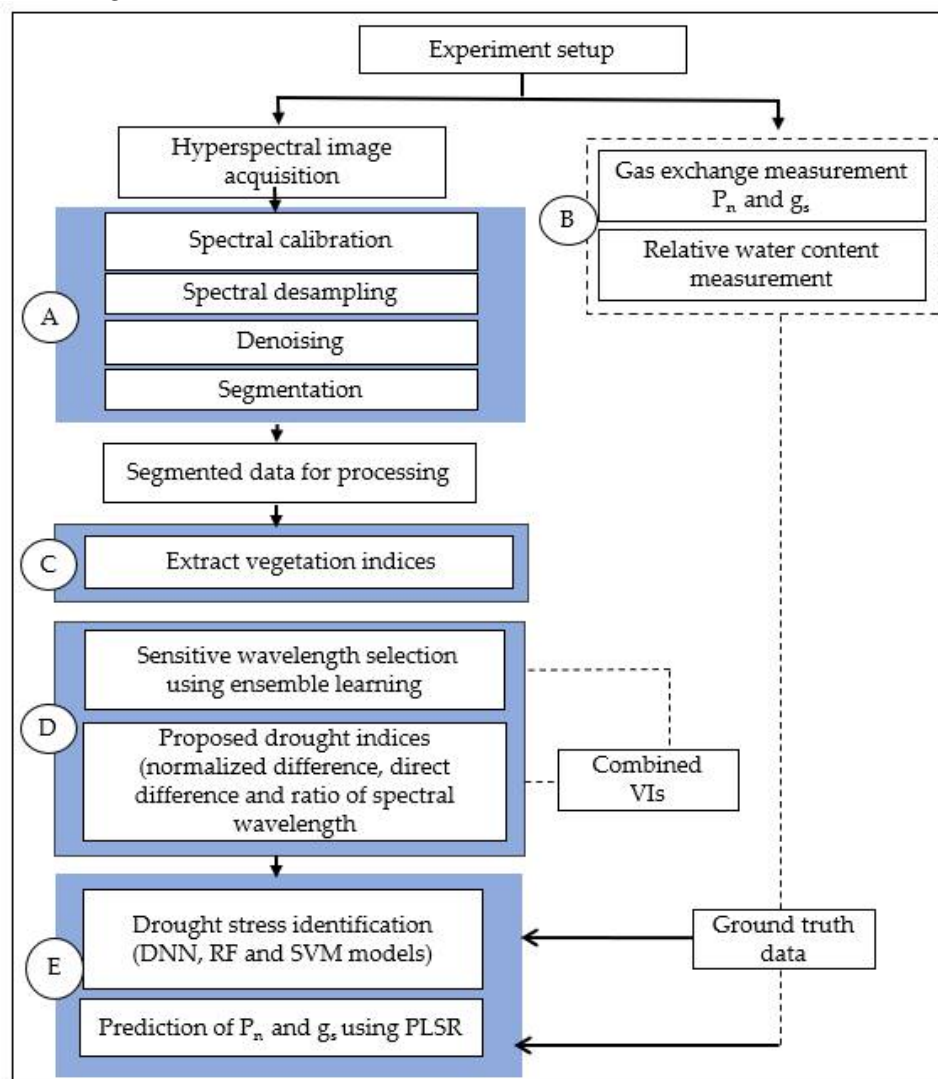 Experiment setup
Hyperspectral image
acquisition
A
Spectral calibration
Spectral desampling
Denoising
Segmentation
B
Gas exchange measurement
Pn and gs
Relative water content
measurement
Segmented data for processing
C
Extract vegetation indices
D
Sensitive wavelength selection
using ensemble learning
Proposed drought indices
(normalized difference, direct
difference and ratio of spectral
wavelength
Combined
VIs
E
Drought stress identification
(DNN, RF and SVM models)
Prediction of Pn and gs using PLSR
Ground truth
data